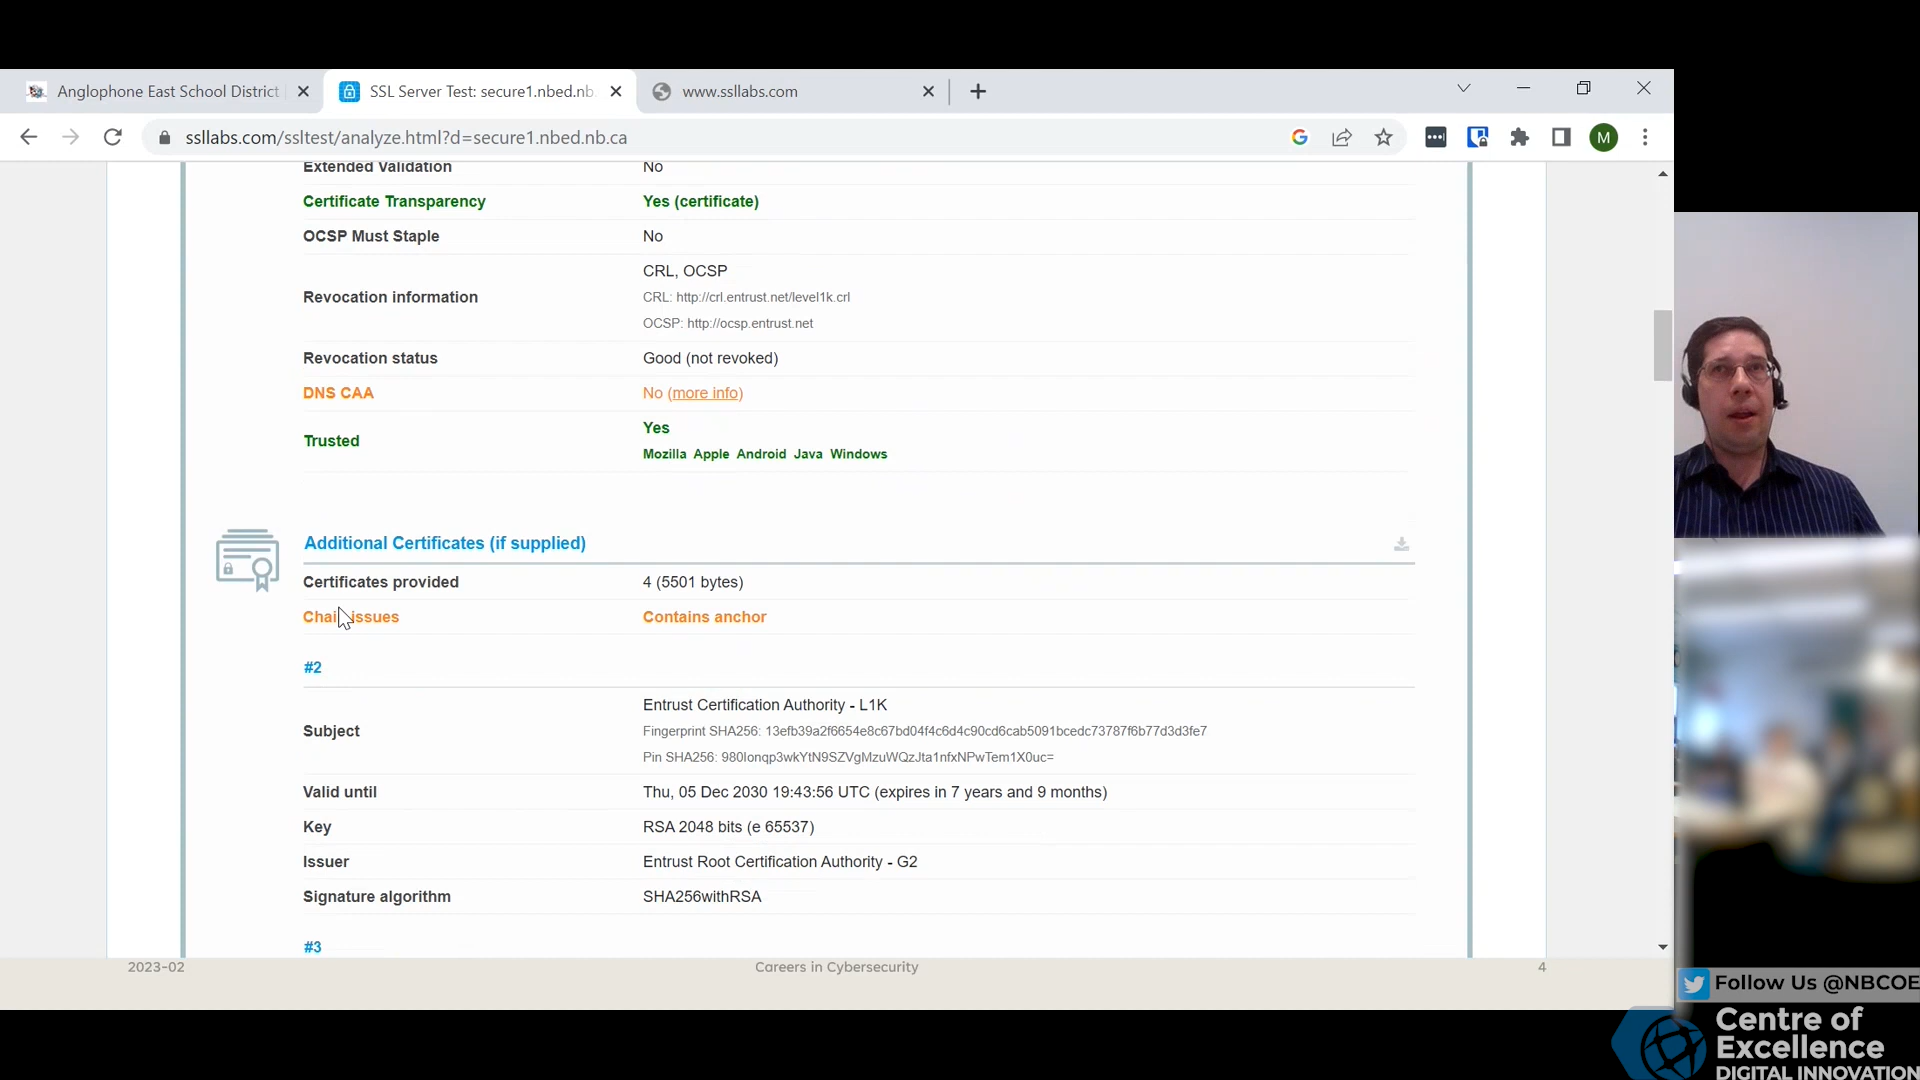 Anglophone East School District
SSL Server Test: secure1.nbed.nb.
www.ssllabs.com
ssllabs.com/ssltest/analyze.html?d=secure1.nbed.nb.ca
M
Extended Validation No
Certificate Transparency Yes (certificate)
OCSP Must Staple No
Revocation information CRL, OCSP
CRL: http://crl.entrust.net/level1k.crl
OCSP: http://ocsp.entrust.net
Revocation status Good (not revoked)
DNS CAA No (more info)
Trusted Yes
Mozilla Apple Android Java Windows
Additional Certificates (if supplied)
Certificates provided 4 (5501 bytes)
Chain issues Contains anchor
#2
Subject Entrust Certification Authority - L1K
Fingerprint SHA256: 13efb39a2f6654e8c67bd04f4c6d4c90cd6cab5091bcedc73787f6b77d3d3fe7
Pin SHA256: 980Ionqp3wkYtN9SZVgMzuWQzJta1nfxNPwTem1X0uc=
Valid until Thu, 05 Dec 2030 19:43:56 UTC (expires in 7 years and 9 months)
Key RSA 2048 bits (e 65537)
Issuer Entrust Root Certification Authority - G2
Signature algorithm SHA256withRSA
#3
2023-02
Careers in Cybersecurity
4
Follow Us @NBCOE
Centre of
Excellence
DIGITAL INNOVATION